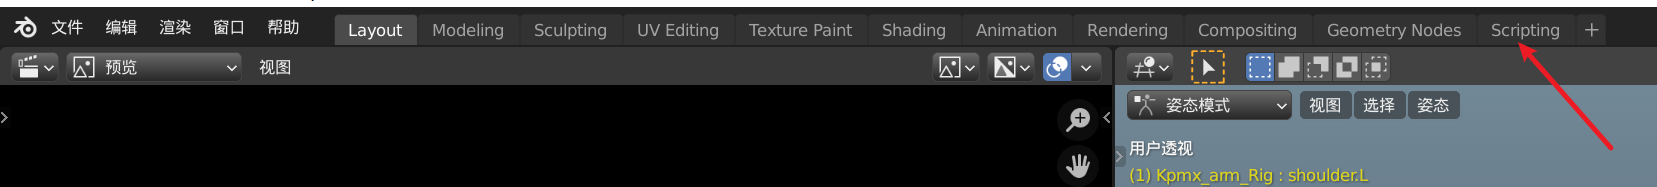 文件 编辑 渲染 窗口 帮助 Layout Modeling Sculpting UV Editing Texture Paint Shading Animation Rendering Compositing Geometry Nodes Scripting +
预览 视图
姿态模式 视图 选择 姿态
用户透视
(1) Kpmx_arm_Rig : shoulder.L